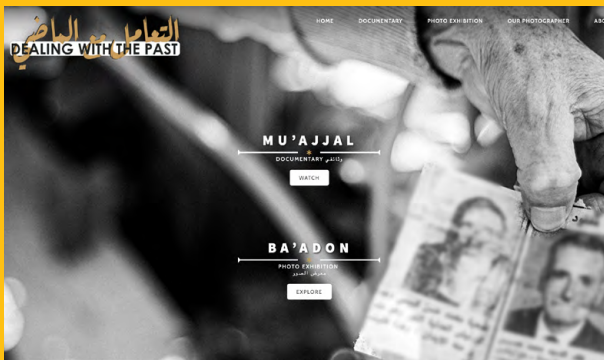 التعامل مع الماضي
DEALING WITH THE PAST
HOME
DOCUMENTARY
PHOTO EXHIBITION
OUR PHOTOGRAPHER
MU'AJJAL
DOCUMENTARY وثائقي
WATCH
BA'ADON
PHOTO EXHIBITION
معرض الصور
EXPLORE